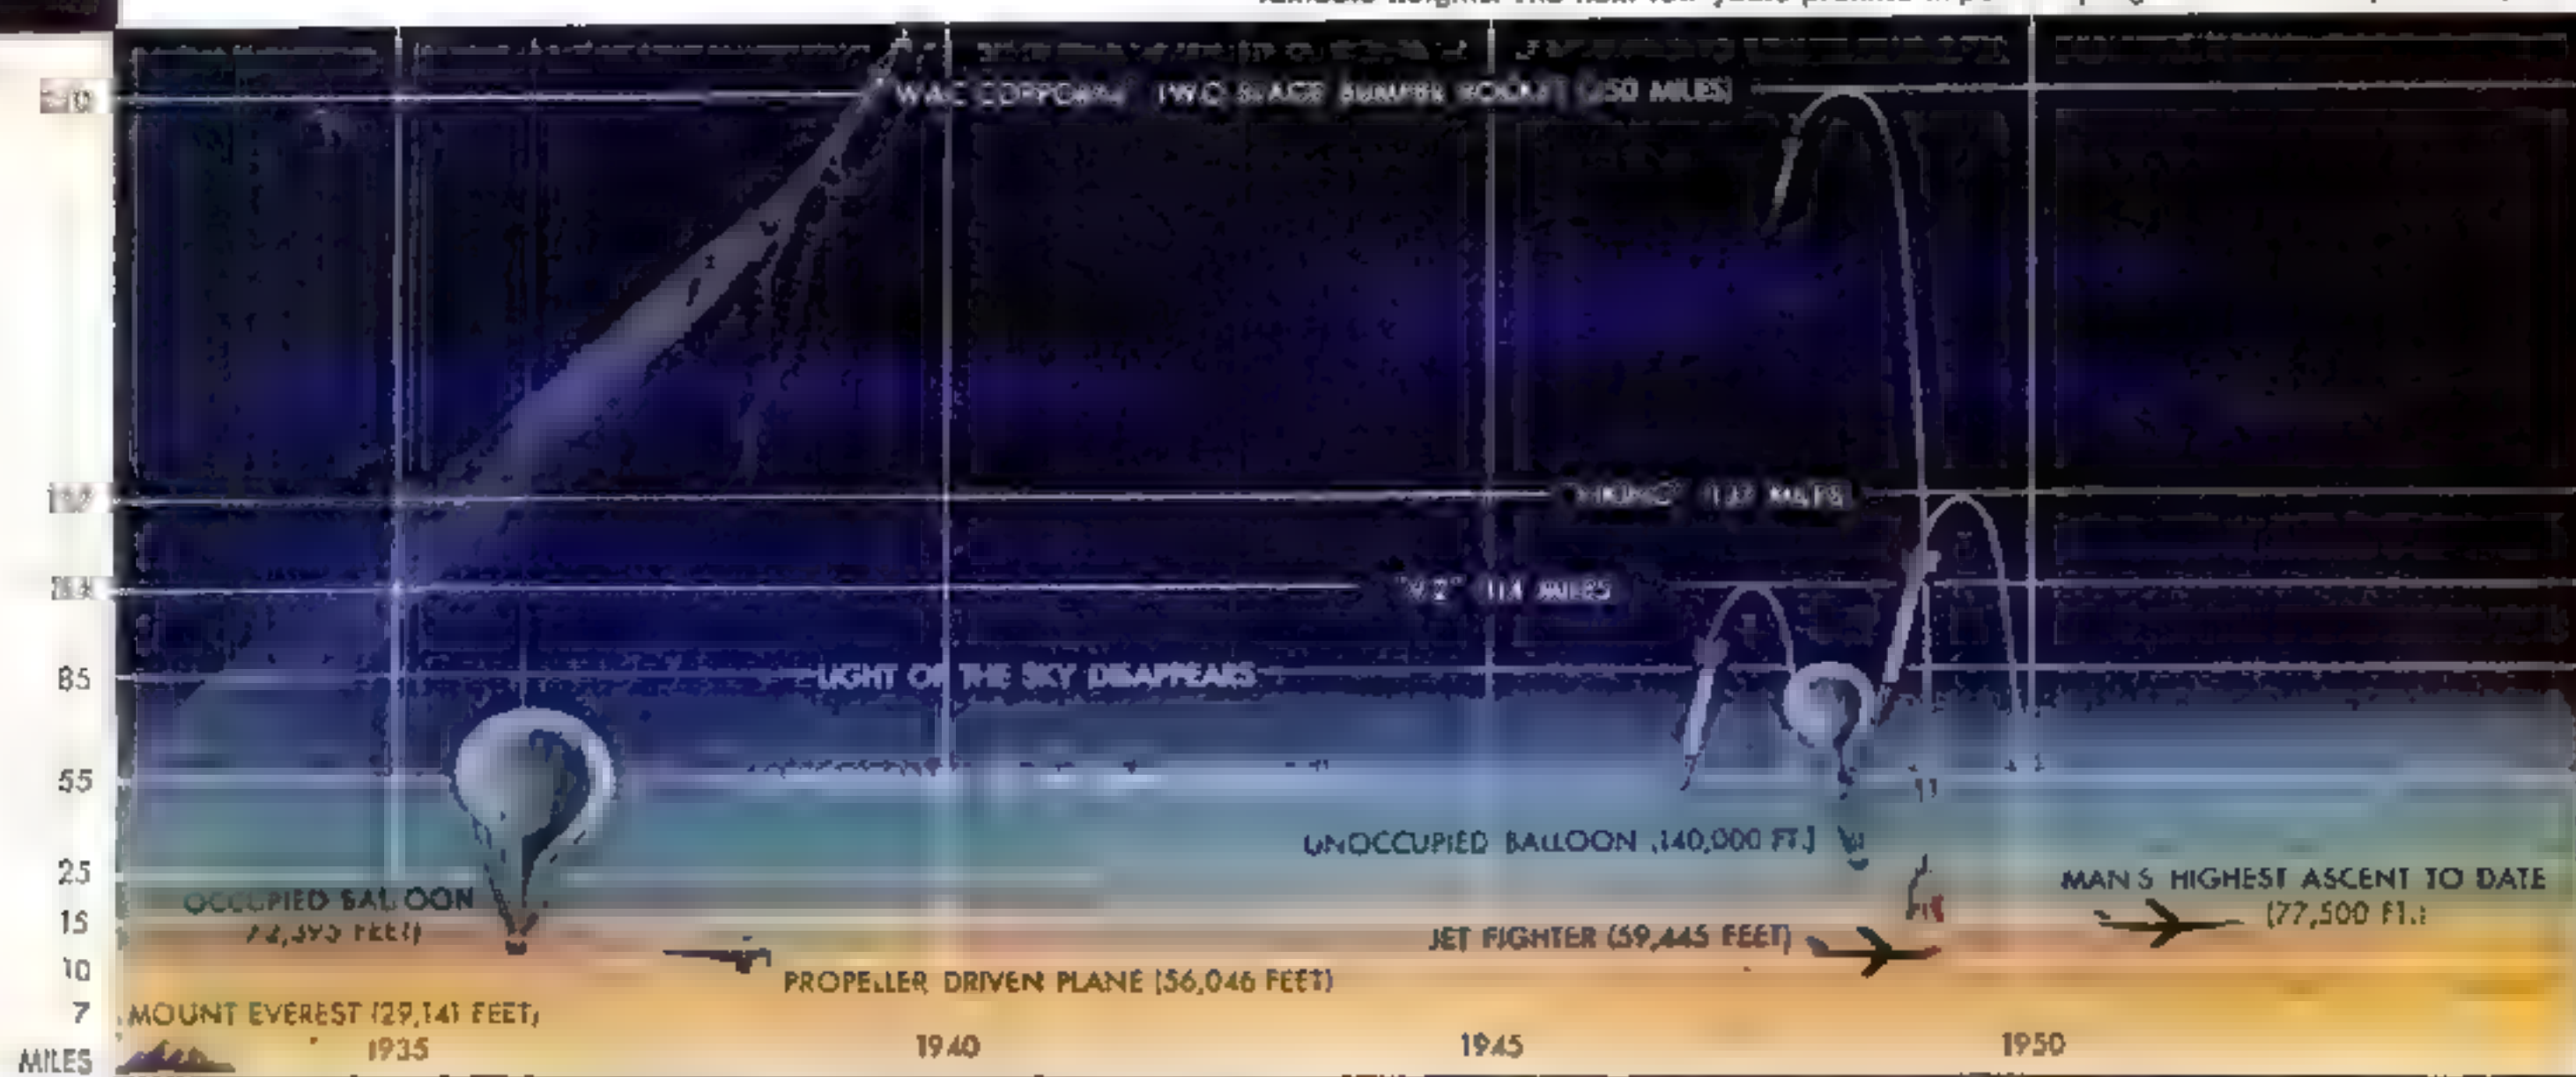 WAC CORPORAL TWO STAGE BUMPER ROCKET (250 MILES)
(137 MILES)
"V-2" (114 MILES
85
LIGHT OF THE SKY DISAPPEARS
55
UNOCCUPIED BALLOON 140,000 FT.)
25
MAN'S HIGHEST ASCENT TO DATE
(77,500 FT.)
OCCUPIED BALLOON
72,395 FEET)
15
JET FIGHTER (59,445 FEET)
10
PROPELLER DRIVEN PLANE (56,046 FEET)
7
MOUNT EVEREST (29,141 FEET)
MILES
1935
1940
1945
1950